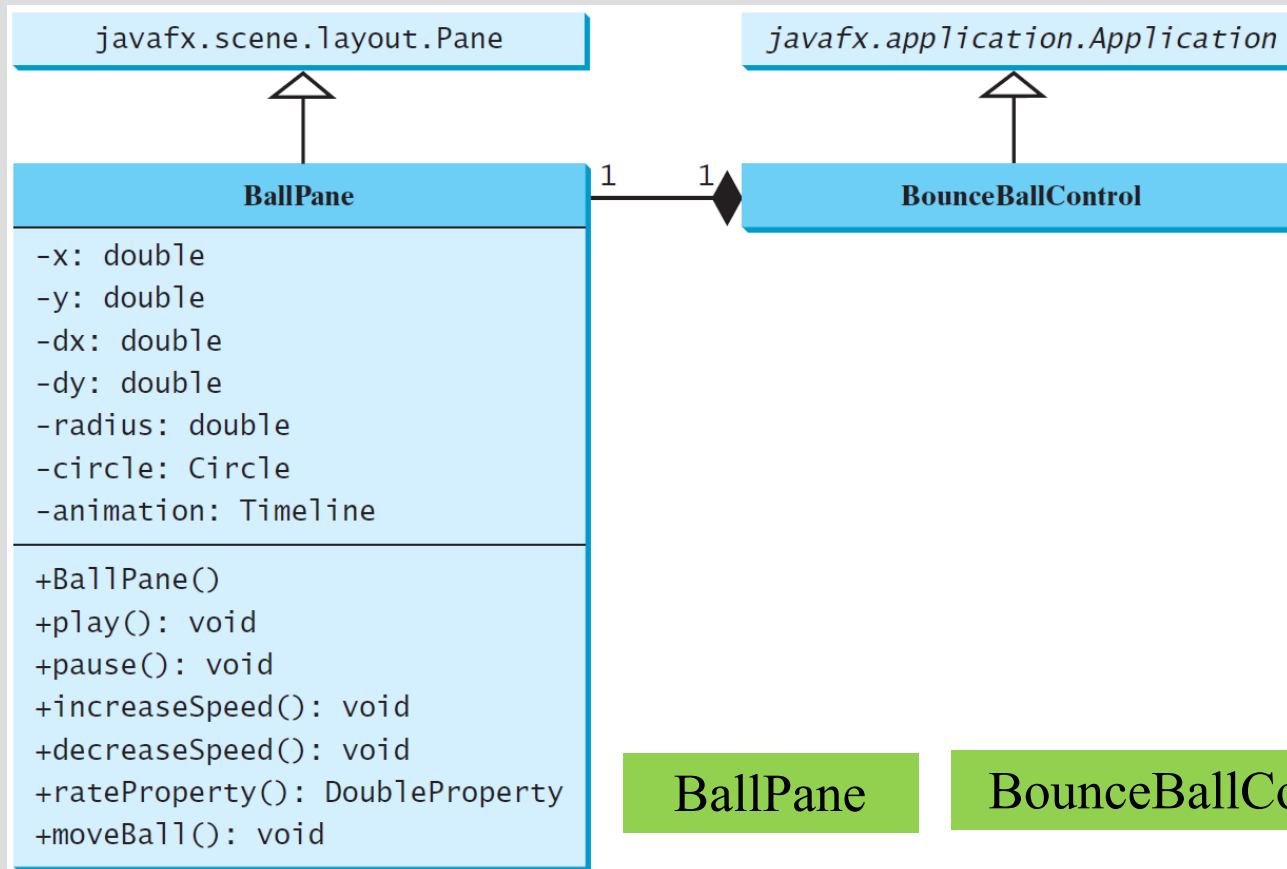 javafx.scene.layout.Pane
javafx.application.Application
BallPane
1
1
BounceBallControl
-x: double
-y: double
-dx: double
-dy: double
-radius: double
-circle: Circle
-animation: Timeline
+BallPane()
+play(): void
+pause(): void
+increaseSpeed(): void
+decreaseSpeed(): void
+rateProperty(): DoubleProperty
+moveBall(): void
BallPane
BounceBallCo